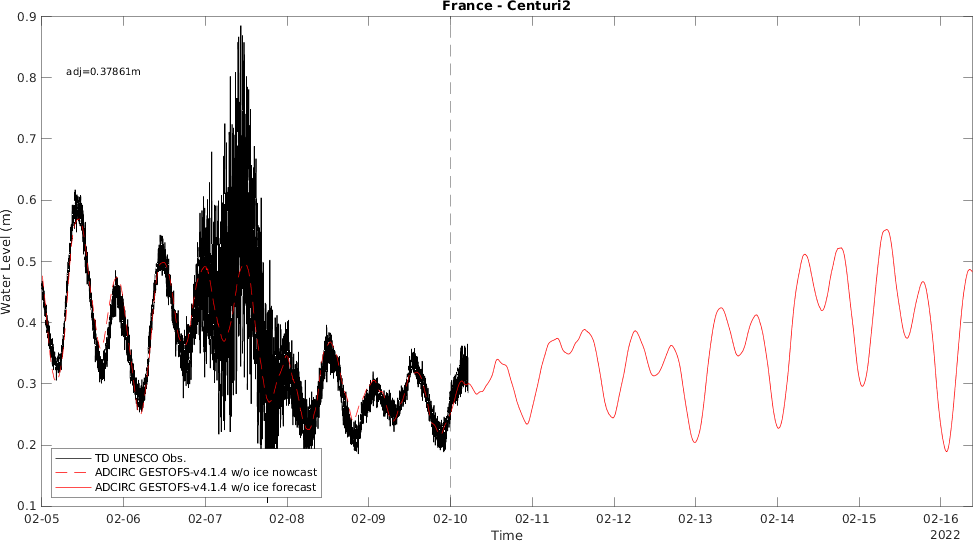 France - Centuri2
0.9
0.8
0.7
0.6
0.5
0.4
0.3
0.2
0.1
Water Level (m)
adj=0.37861m
TD UNESCO Obs.
ADCIRC GESTOFS-v4.1.4 w/o ice nowcast
ADCIRC GESTOFS-v4.1.4 w/o ice forecast
02-05 02-06 02-07 02-08 02-09 02-10 02-11 02-12 02-13 02-14 02-15 02-16
2022
Time